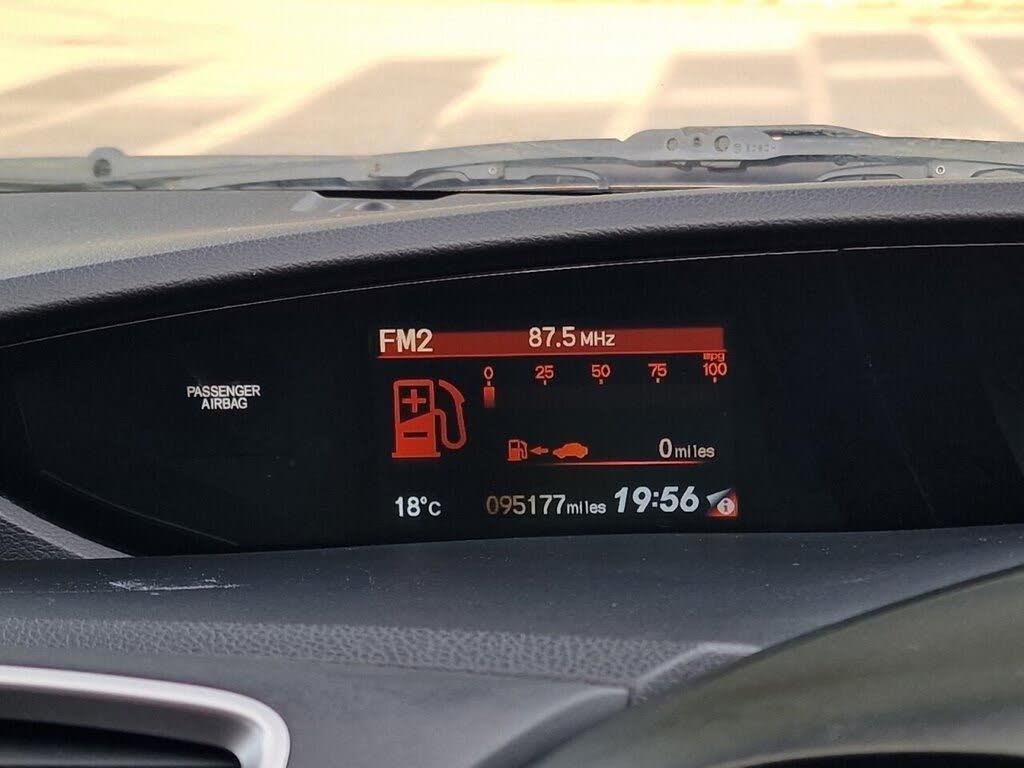 FM2 87.5 MHz
mpg
0 25 50 75 100
PASSENGER
AIRBAG
0 miles
18°C 095177 miles 19:56 i